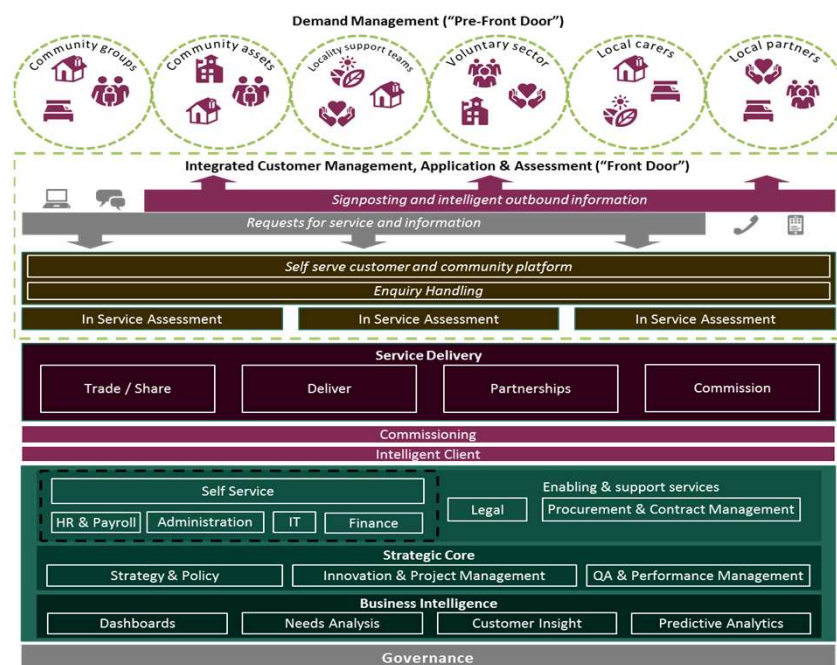 Demand Management (“Pre-Front Door”)
Community groups
Community assets
Locality support teams
Voluntary sector
Local carers
Local partners
Integrated Customer Management, Application & Assessment (“Front Door”)
Signposting and intelligent outbound information
Requests for service and information
Self serve customer and community platform
Enquiry Handling
In Service Assessment
In Service Assessment
In Service Assessment
Service Delivery
Trade / Share
Deliver
Partnerships
Commission
Commissioning
Intelligent Client
Self Service
HR & Payroll
Administration
IT
Finance
Enabling & support services
Legal
Procurement & Contract Management
Strategic Core
Strategy & Policy
Innovation & Project Management
QA & Performance Management
Business Intelligence
Dashboards
Needs Analysis
Customer Insight
Predictive Analytics
Governance